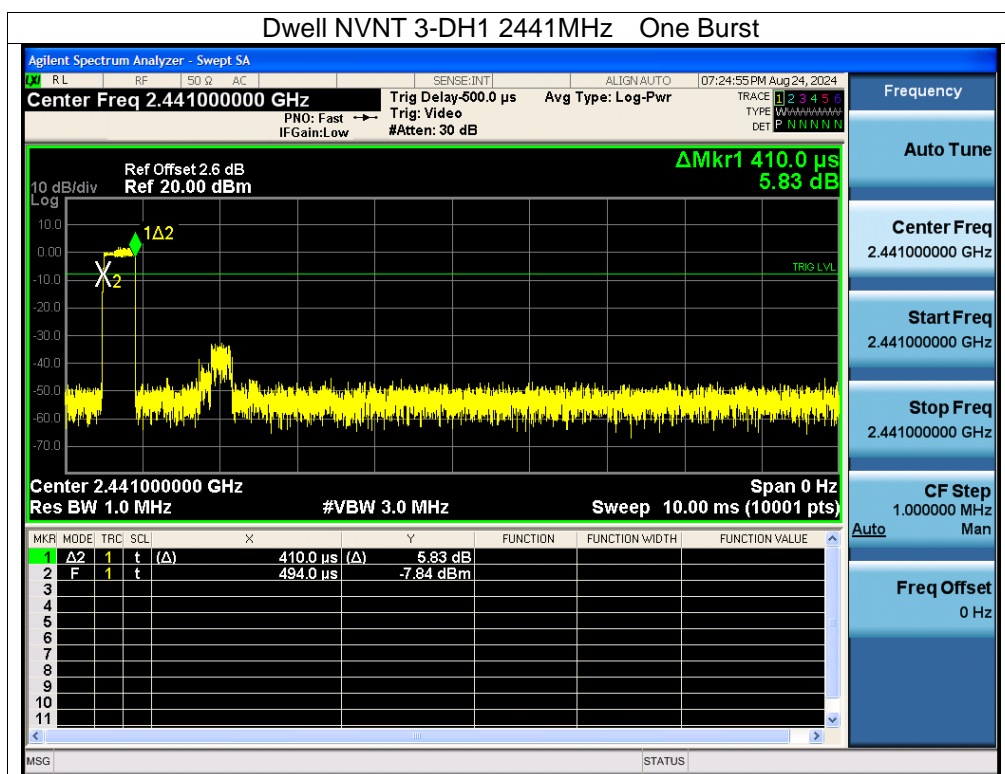 Dwell NVNT 3-DH1 2441MHz One Burst
Agilent Spectrum Analyzer - Swept SA
LXI RL RF 50 Ω AC SENSE:INT ALIGN AUTO 07:24:55 PM Aug 24, 2024
Center Freq 2.441000000 GHz Trig Delay-500.0 µs Avg Type: Log-Pwr TRACE 1 2 3 4 5 6
PNO: Fast Trig: Video TYPE WWWWWW
IFGain:Low #Atten: 30 dB DET P N N N N N
ΔMkr1 410.0 µs
5.83 dB
Ref Offset 2.6 dB
10 dB/div Ref 20.00 dBm
Log
10.0
0.00
-10.0
-20.0
-30.0
-40.0
-50.0
-60.0
-70.0
1Δ2
2
TRIG LVL
Center 2.441000000 GHz Span 0 Hz
Res BW 1.0 MHz #VBW 3.0 MHz Sweep 10.00 ms (10001 pts)
MKR MODE TRC SCL X Y FUNCTION FUNCTION WIDTH FUNCTION VALUE
1 Δ2 1 t (Δ) 410.0 µs (Δ) 5.83 dB
2 F 1 t 494.0 µs -7.84 dBm
3
4
5
6
7
8
9
10
11
MSG STATUS
Frequency
Auto Tune
Center Freq
2.441000000 GHz
Start Freq
2.441000000 GHz
Stop Freq
2.441000000 GHz
CF Step
1.000000 MHz
Auto Man
Freq Offset
0 Hz